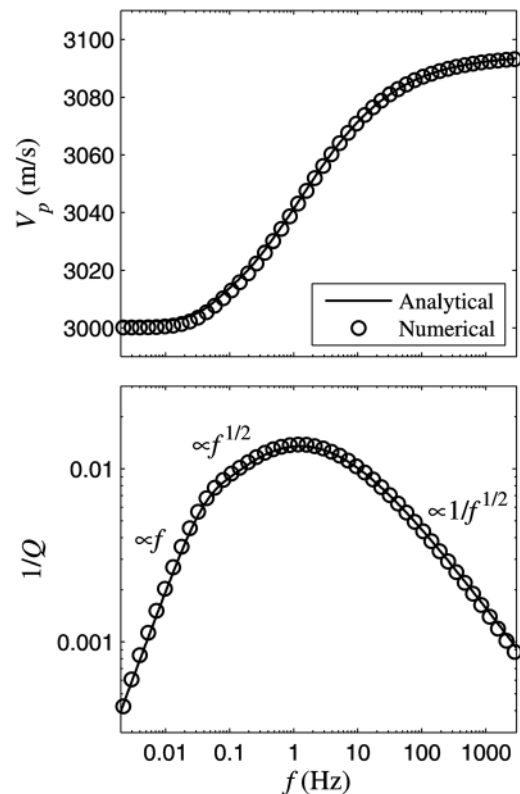 3100
3080
3060
3040
3020
3000
V_p (m/s)
Analytical
Numerical
0.01
0.001
1/Q
∝f
∝f^{1/2}
∝1/f^{1/2}
0.01 0.1 1 10 100 1000
f (Hz)